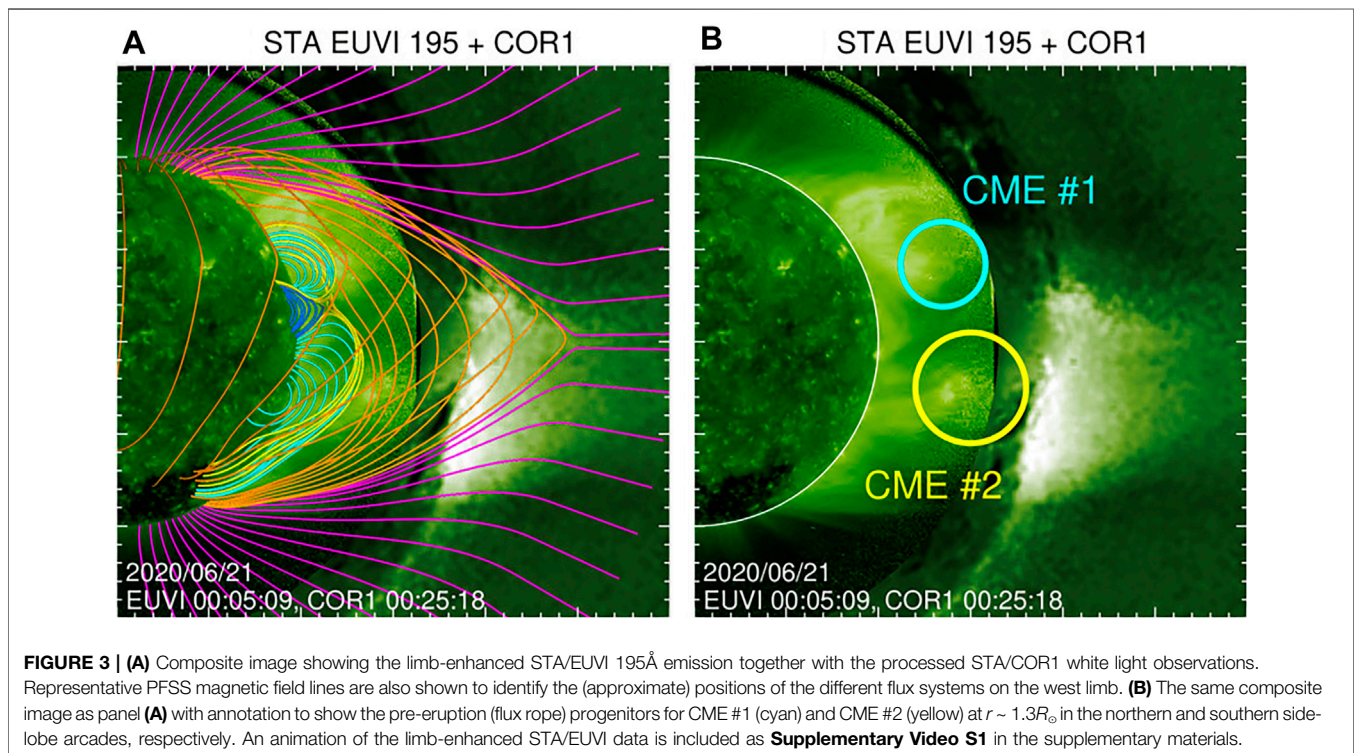 A
STA EUVI 195 + COR1
2020/06/21
EUVI 00:05:09, COR1 00:25:18
B
STA EUVI 195 + COR1
CME #1
CME #2
2020/06/21
EUVI 00:05:09, COR1 00:25:18
FIGURE 3 | (A) Composite image showing the limb-enhanced STA/EUVI 195Å emission together with the processed STA/COR1 white light observations.
Representative PFSS magnetic field lines are also shown to identify the (approximate) positions of the different flux systems on the west limb. (B) The same composite
image as panel (A) with annotation to show the pre-eruption (flux rope) progenitors for CME #1 (cyan) and CME #2 (yellow) at r ~ 1.3R⊙ in the northern and southern side-
lobe arcades, respectively. An animation of the limb-enhanced STA/EUVI data is included as Supplementary Video S1 in the supplementary materials.